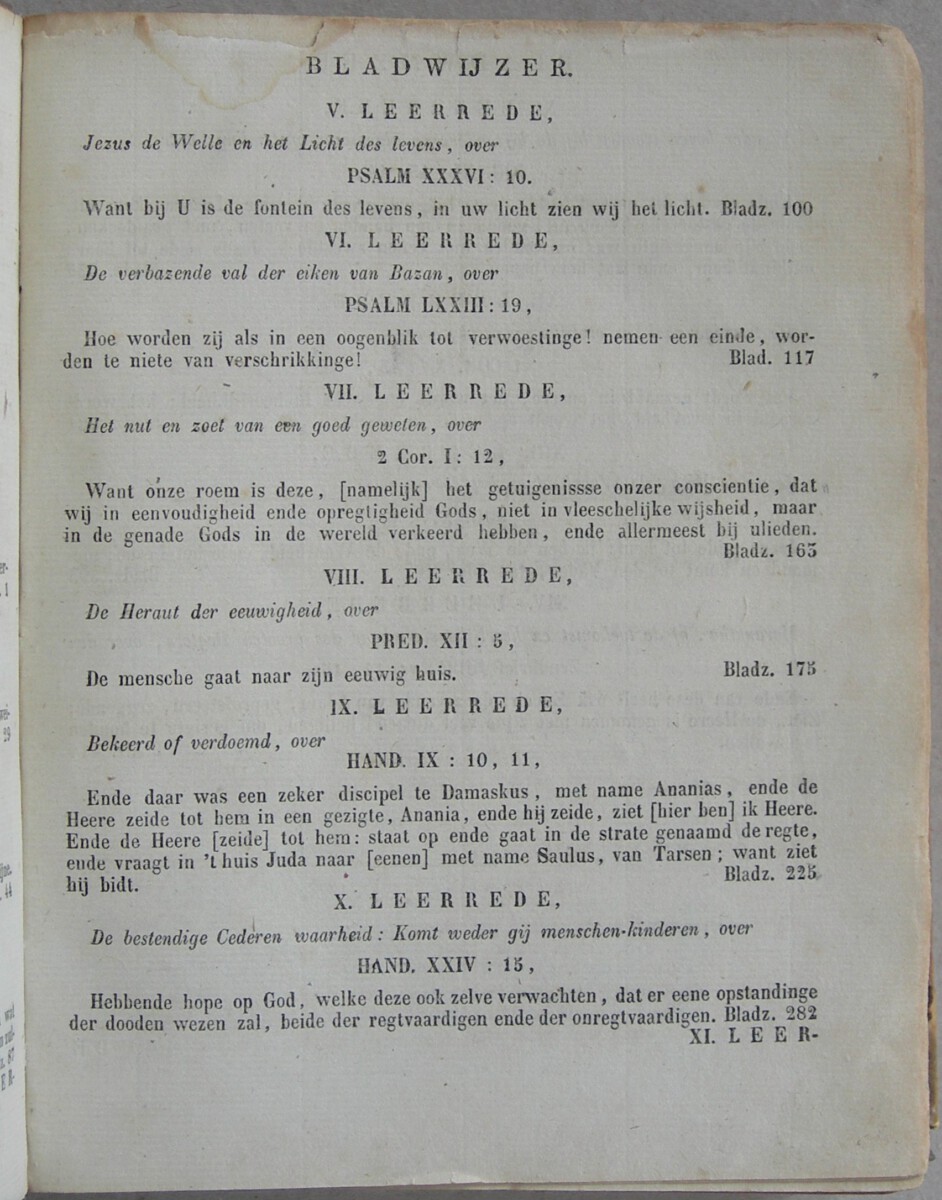 BLADWIJZER.
V. LEERREDE,
Jezus de Welle en het Licht des levens, over
PSALM XXXVI: 10.
Want bij U is de fontein des levens, in uw licht zien wij het licht. Bladz. 100
VI. LEERREDE,
De verbazende val der eiken van Bazan, over
PSALM LXXIII: 19,
Hoe worden zij als in een oogenblik tot verwoestinge! nemen een einde, wor-
den te niete van verschrikkinge! Blad. 117
VII. LEERREDE,
Het nut en zoet van een goed geweten, over
2 Cor. I: 12,
Want onze roem is deze, [namelijk] het getuigenissse onzer conscientie, dat
wij in eenvoudigheid ende opregtigheid Gods, niet in vleeschelijke wijsheid, maar
in de genade Gods in de wereld verkeerd hebben, ende allermeest bij ulieden.
Bladz. 165
VIII. LEERREDE,
De Heraut der eeuwigheid, over
PRED. XII: 5,
De mensche gaat naar zijn eeuwig huis. Bladz. 175
IX. LEERREDE,
Bekeerd of verdoemd, over
HAND. IX: 10, 11,
Ende daar was een zeker discipel te Damaskus, met name Ananias, ende de
Heere zeide tot hem in een gezigte, Anania, ende hij zeide, ziet [hier ben] ik Heere.
Ende de Heere [zeide] tot hem: staat op ende gaat in de strate genaamd de regte,
ende vraagt in 't huis Juda naar [eenen] met name Saulus, van Tarsen; want ziet
hij bidt. Bladz. 225
X. LEERREDE,
De bestendige Cederen waarheid: Komt weder gij menschen-kinderen, over
HAND. XXIV: 15,
Hebbende hope op God, welke deze ook zelve verwachten, dat er eene opstandinge
der dooden wezen zal, beide der regtvaardigen ende der onregtvaardigen. Bladz. 282
XI. LEER-